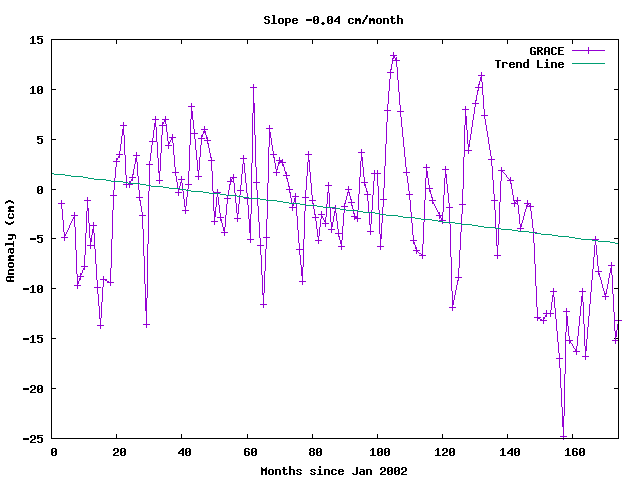 Slope -0.04 cm/month
GRACE
Trend Line
15
10
5
0
-5
-10
-15
-20
-25
Anomaly (cm)
0 20 40 60 80 100 120 140 160
Months since Jan 2002